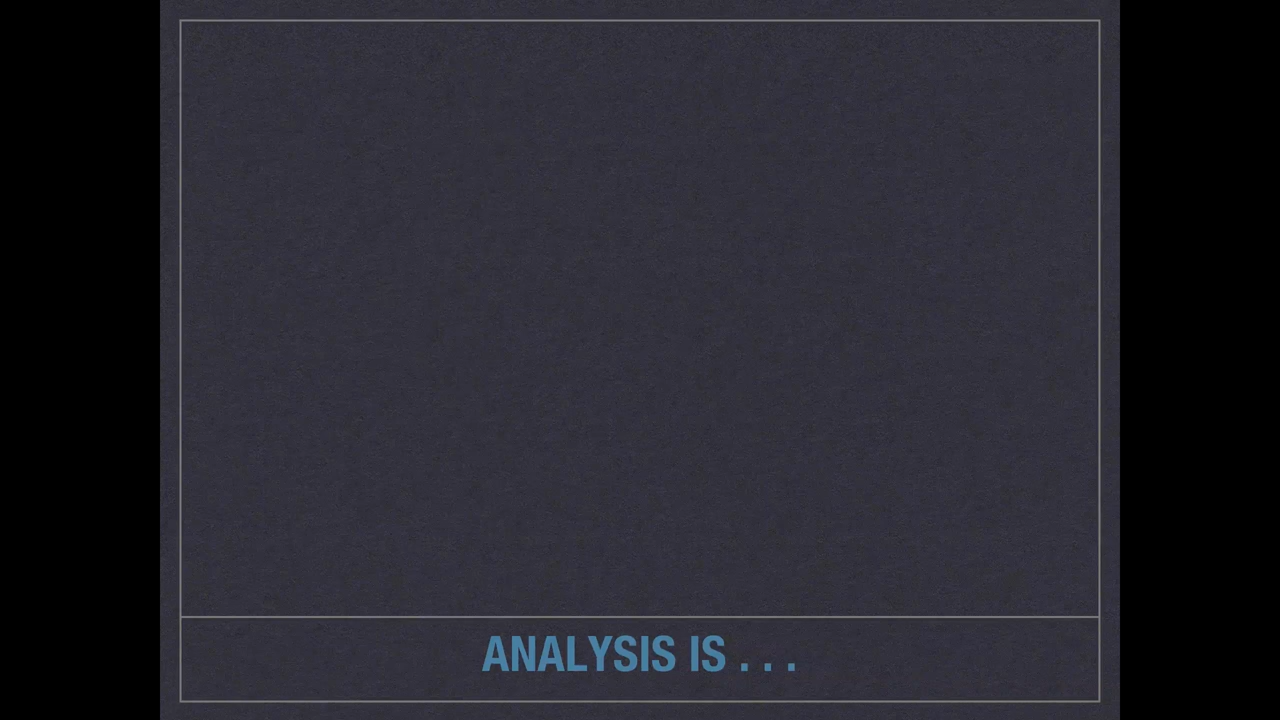 ANALYSIS IS . . .